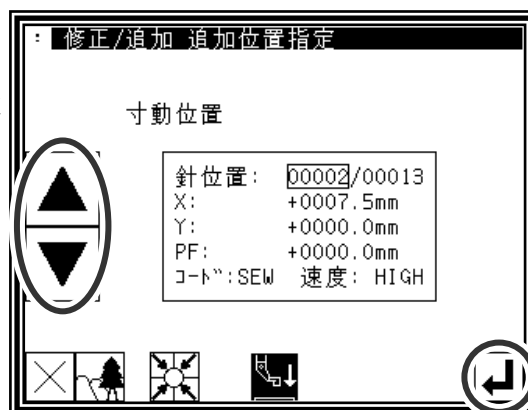 : 修正/追加 追加位置指定
寸動位置
針位置: 00002/00013
X: +0007.5mm
Y: +0000.0mm
PF: +0000.0mm
コード:SEW 速度: HIGH